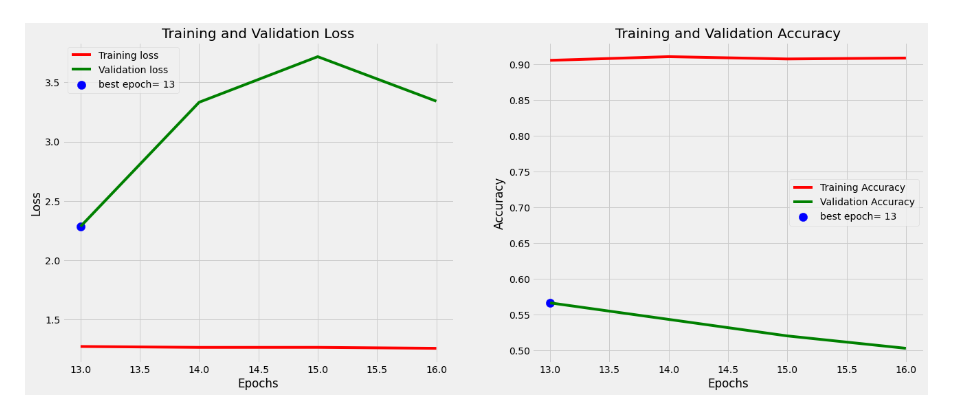 Training and Validation Loss
Training loss
Validation loss
best epoch= 13
3.5
3.0
2.5
2.0
1.5
Loss
13.0 13.5 14.0 14.5 15.0 15.5 16.0
Epochs
Training and Validation Accuracy
0.90
0.85
0.80
0.75
0.70
0.65
0.60
0.55
0.50
Accuracy
Training Accuracy
Validation Accuracy
best epoch= 13
13.0 13.5 14.0 14.5 15.0 15.5 16.0
Epochs